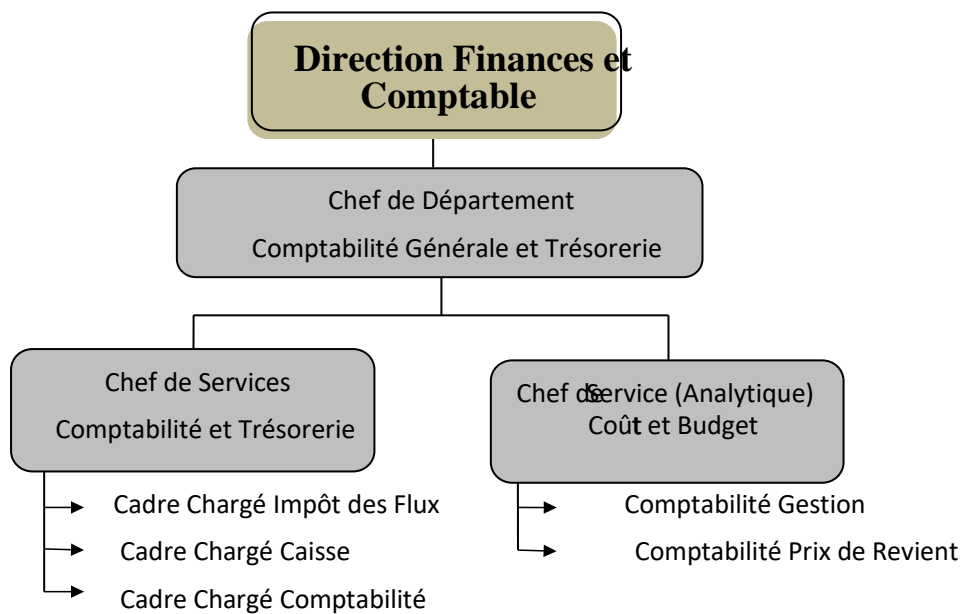 Direction Finances et
Comptable
Chef de Département
Comptabilité Générale et Trésorerie
Chef de Services
Comptabilité et Trésorerie
Chef de Service (Analytique)
Coût et Budget
Cadre Chargé Impôt des Flux
Cadre Chargé Caisse
Cadre Chargé Comptabilité
Comptabilité Gestion
Comptabilité Prix de Revient